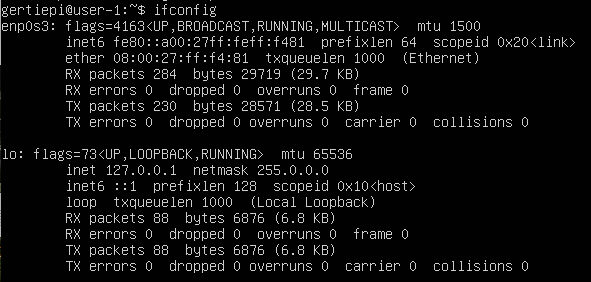 gertiepi@user-1:~$ ifconfig
enp0s3: flags=4163<UP,BROADCAST,RUNNING,MULTICAST>  mtu 1500
        inet6 fe80::a00:27ff:feff:f481  prefixlen 64  scopeid 0x20<link>
        ether 08:00:27:ff:f4:81  txqueuelen 1000  (Ethernet)
        RX packets 284  bytes 29719 (29.7 KB)
        RX errors 0  dropped 0  overruns 0  frame 0
        TX packets 230  bytes 28571 (28.5 KB)
        TX errors 0  dropped 0 overruns 0  carrier 0  collisions 0

lo: flags=73<UP,LOOPBACK,RUNNING>  mtu 65536
        inet 127.0.0.1  netmask 255.0.0.0
        inet6 ::1  prefixlen 128  scopeid 0x10<host>
        loop  txqueuelen 1000  (Local Loopback)
        RX packets 88  bytes 6876 (6.8 KB)
        RX errors 0  dropped 0  overruns 0  frame 0
        TX packets 88  bytes 6876 (6.8 KB)
        TX errors 0  dropped 0 overruns 0  carrier 0  collisions 0